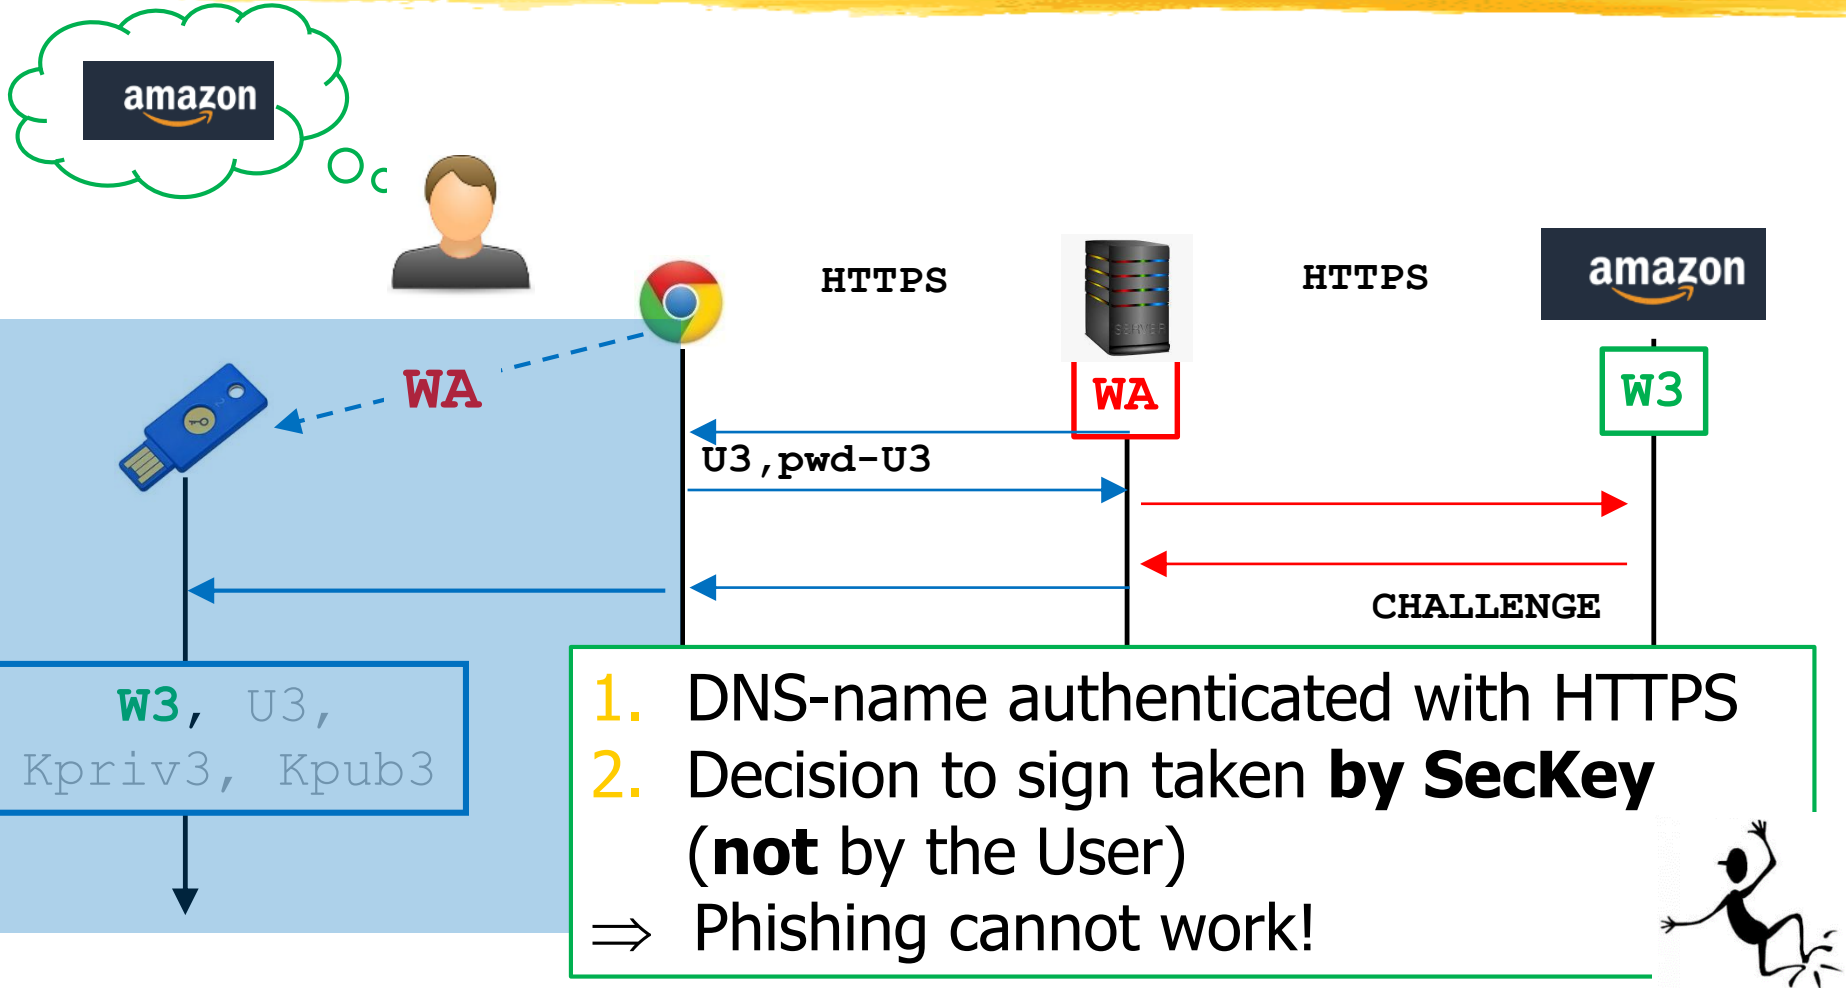 amazon
HTTPS
HTTPS
amazon
SERVER
WA
WA
W3
U3,pwd-U3
CHALLENGE
W3, U3,
Kpriv3, Kpub3
1. DNS-name authenticated with HTTPS
2. Decision to sign taken by SecKey
(not by the User)
⇒ Phishing cannot work!